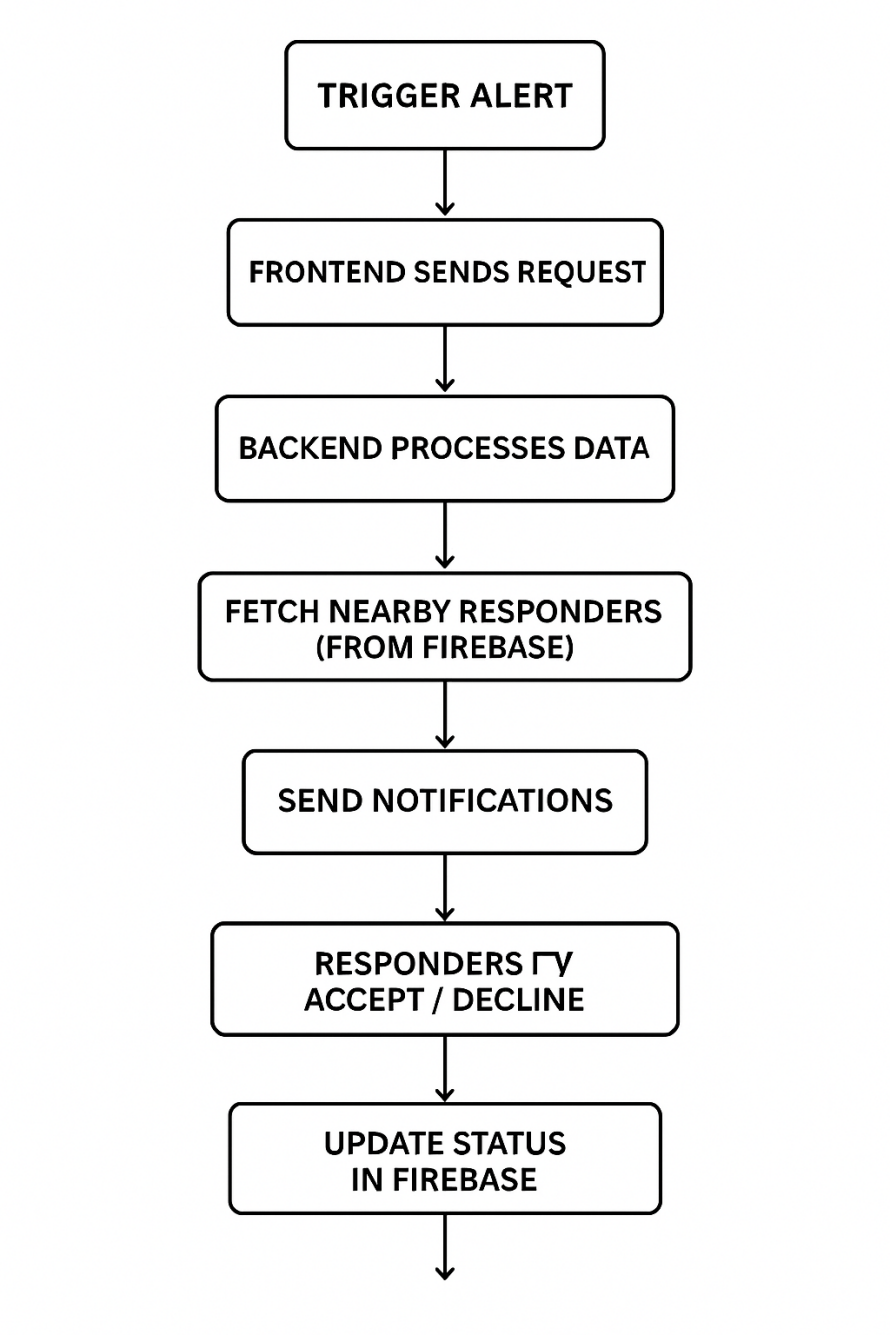 TRIGGER ALERT
FRONTEND SENDS REQUEST
BACKEND PROCESSES DATA
FETCH NEARBY RESPONDERS
(FROM FIREBASE)
SEND NOTIFICATIONS
RESPONDERS
ACCEPT / DECLINE
UPDATE STATUS
IN FIREBASE